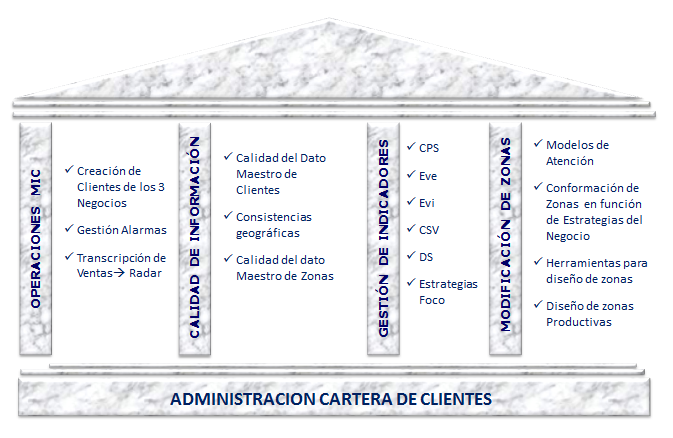 OPERACIONES MIC
Creación de
Clientes de los 3
Negocios
Gestión Alarmas
Transcripción de
Ventas→ Radar
CALIDAD DE INFORMACIÓN
Calidad del Dato
Maestro de
Clientes
Consistencias
geográficas
Calidad del dato
Maestro de Zonas
GESTIÓN DE INDICADORES
CPS
Eve
Evi
CSV
DS
Estrategias
Foco
MODIFICACIÓN DE ZONAS
Modelos de
Atención
Conformación de
Zonas en función
de Estrategias del
Negocio
Herramientas para
diseño de zonas
Diseño de zonas
Productivas
ADMINISTRACION CARTERA DE CLIENTES